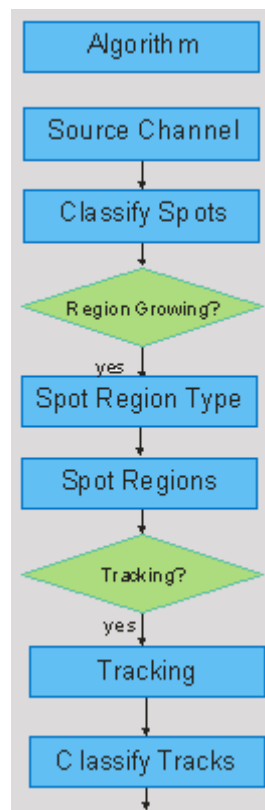 Algorithm
Source Channel
Classify Spots
Region Growing?
yes
Spot Region Type
Spot Regions
Tracking?
yes
Tracking
Classify Tracks